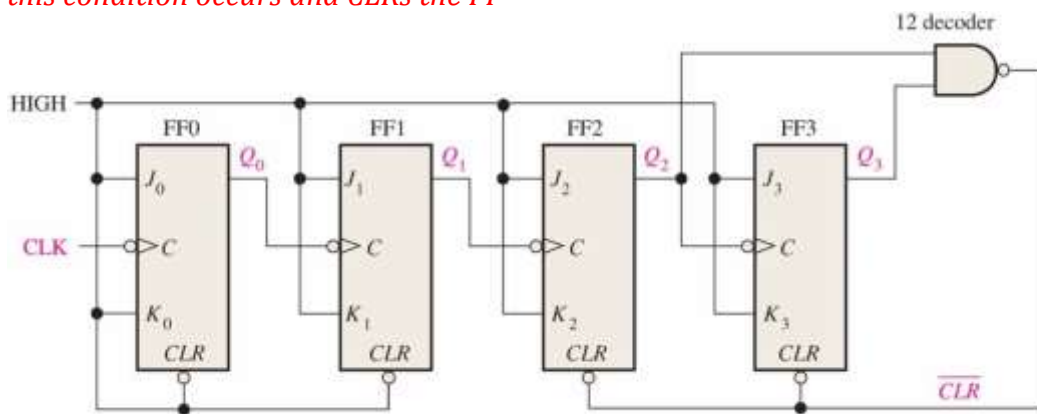 this condition occurs and CLRs the FF
12 decoder
HIGH
FF0 FF1 FF2 FF3
Q0 Q1 Q2 Q3
J0 J1 J2 J3
CLK C C C C
K0 K1 K2 K3
CLR CLR CLR CLR
CLR